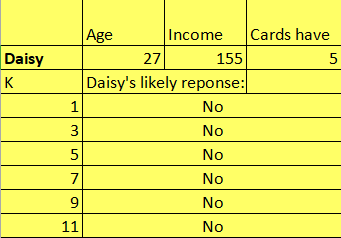 Age Income Cards have
Daisy 27 155 5
K Daisy's likely reponse:
1 No
3 No
5 No
7 No
9 No
11 No